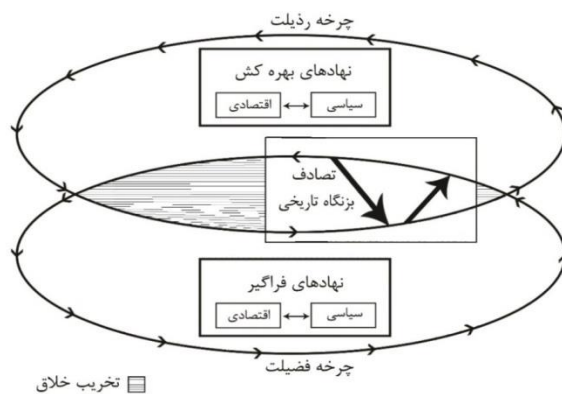 چرخه رذیلت
نهادهای بهره کش
سیاسی
اقتصادی
تصادف
بزنگاه تاریخی
نهادهای فراگیر
سیاسی
اقتصادی
چرخه فضیلت
تخریب خلاق